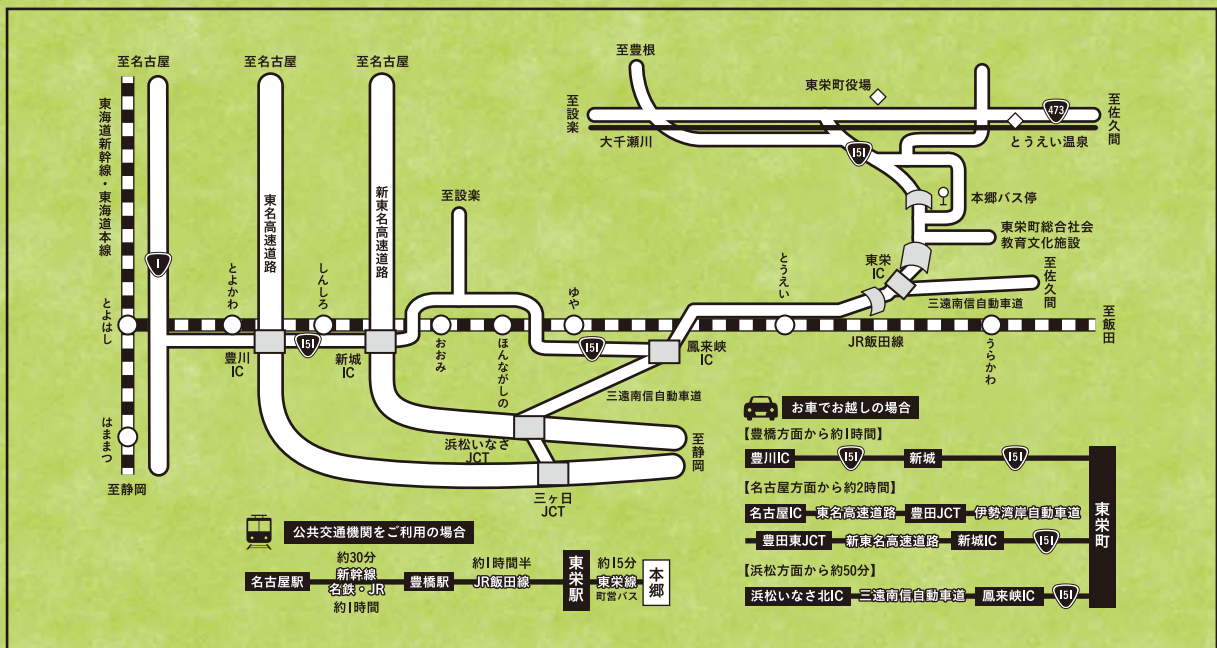 至名古屋
至名古屋
至名古屋
至豊根
東栄町役場
至設楽
473
至佐久間
大千瀬川
151
とうえい温泉
東海道新幹線・東海道本線
東名高速道路
新東名高速道路
至設楽
本郷バス停
東栄町総合社会
教育文化施設
1
とよはし
とよかわ
しんしろ
ゆや
とうえい
東栄
IC
至佐久間
三遠南信自動車道
至飯田
151
豊川
IC
新城
IC
おおみ
ほんながしの
151
鳳来峡
IC
JR飯田線
うらかわ
三遠南信自動車道
はままつ
至静岡
浜松いなさ
JCT
至静岡
三ヶ日
JCT
公共交通機関をご利用の場合
名古屋駅
約30分
新幹線
名鉄・JR
約1時間
豊橋駅
約1時間半
JR飯田線
東栄駅
約15分
東栄線
町営バス
本郷
お車でお越しの場合
【豊橋方面から約1時間】
豊川IC 151 新城 151
【名古屋方面から約2時間】
名古屋IC 東名高速道路 豊田JCT 伊勢湾岸自動車道
豊田東JCT 新東名高速道路 新城IC 151
【浜松方面から約50分】
浜松いなさ北IC 三遠南信自動車道 鳳来峡IC 151
東栄町